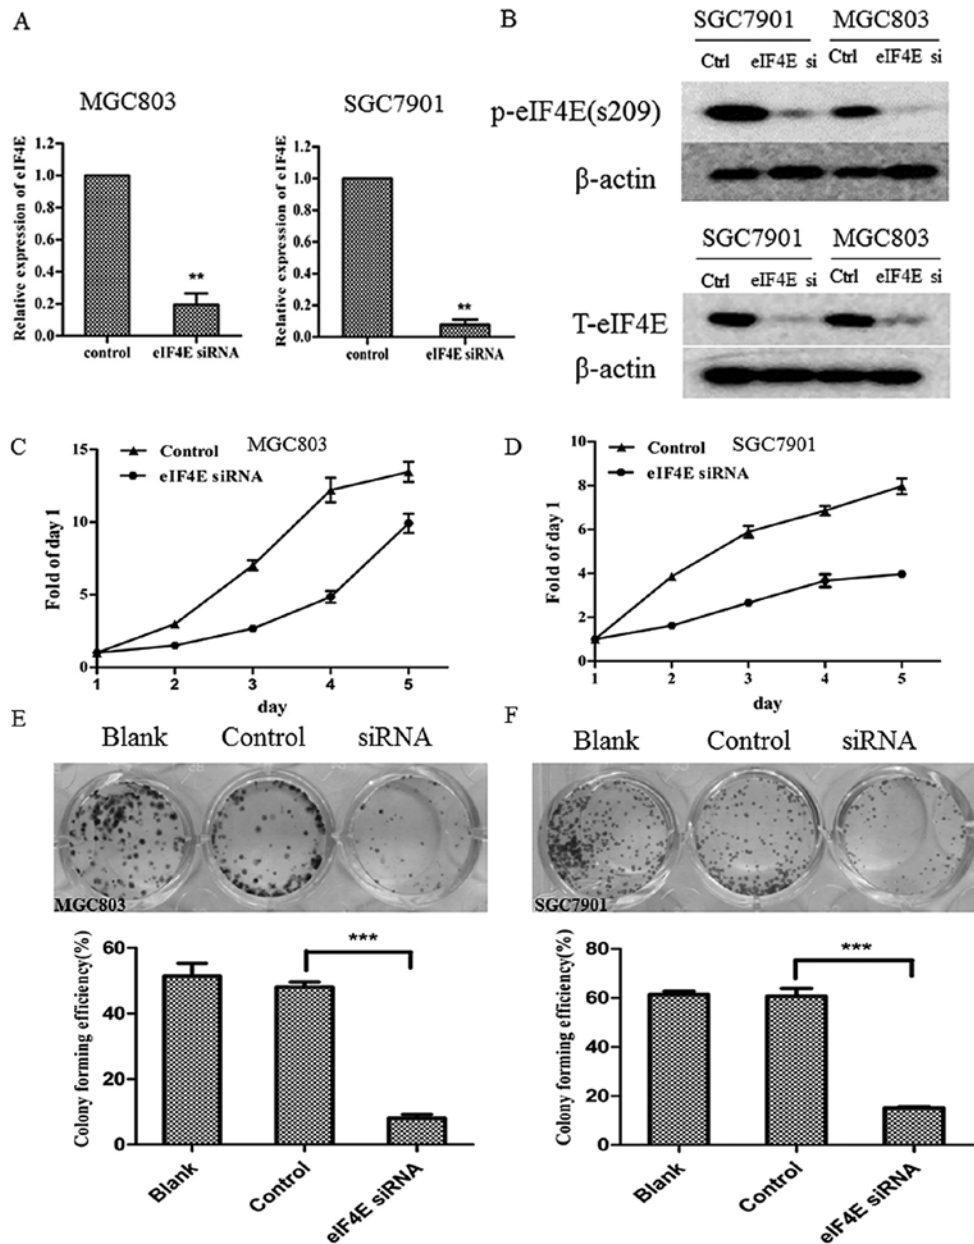 A
MGC803
SGC7901
Relative expression of eIF4E
1.2
1.0
0.8
0.6
0.4
0.2
0.0
**
control
eIF4E siRNA
Relative expression of eIF4E
1.2
1.0
0.8
0.6
0.4
0.2
0.0
**
control
eIF4E siRNA
B
SGC7901 MGC803
Ctrl eIF4E si Ctrl eIF4E si
p-eIF4E(s209)
β-actin
SGC7901 MGC803
Ctrl eIF4E si Ctrl eIF4E si
T-eIF4E
β-actin
C
MGC803
Control
eIF4E siRNA
Fold of day 1
15
10
5
0
1 2 3 4 5
day
D
SGC7901
Control
eIF4E siRNA
Fold of day 1
10
8
6
4
2
0
1 2 3 4 5
day
E
Blank Control siRNA
MGC803
Colony forming efficiency(%)
60
40
20
0
***
Blank
Control
eIF4E siRNA
F
Blank Control siRNA
SGC7901
Colony forming efficiency(%)
80
60
40
20
0
***
Blank
Control
eIF4E siRNA